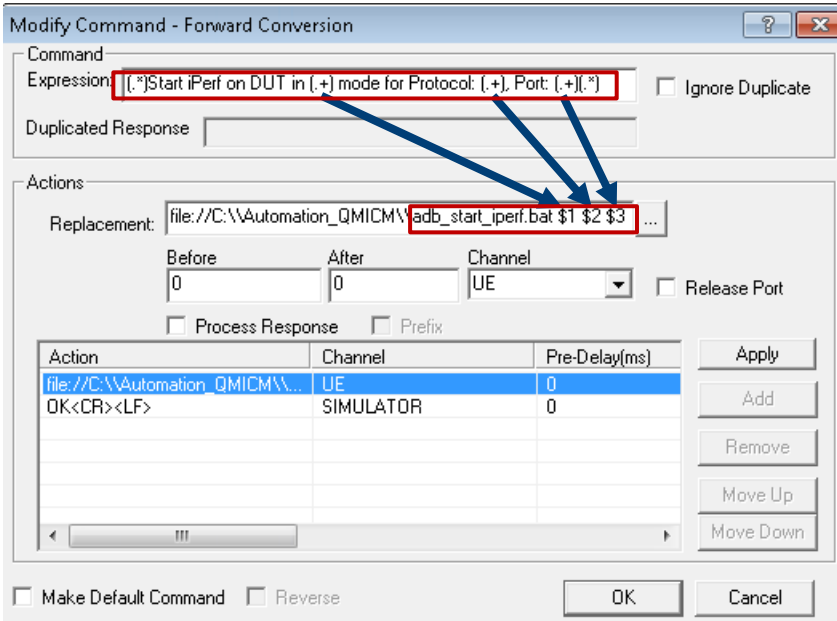 Modify Command - Forward Conversion
Command
Expression: (.*)Start iPerf on DUT in (.+) mode for Protocol: (.+), Port: (.+)(.*)
Ignore Duplicate
Duplicated Response
Actions
Replacement: file://C:\\Automation_QMICM\\adb_start_iperf.bat $1 $2 $3 ...
Before After Channel
0 0 UE Release Port
Process Response Prefix
Action Channel Pre-Delay(ms) Apply
file://C:\\Automation_QMICM\\... UE 0
OK<CR><LF> SIMULATOR 0
Add
Remove
Move Up
Move Down
Make Default Command Reverse OK Cancel